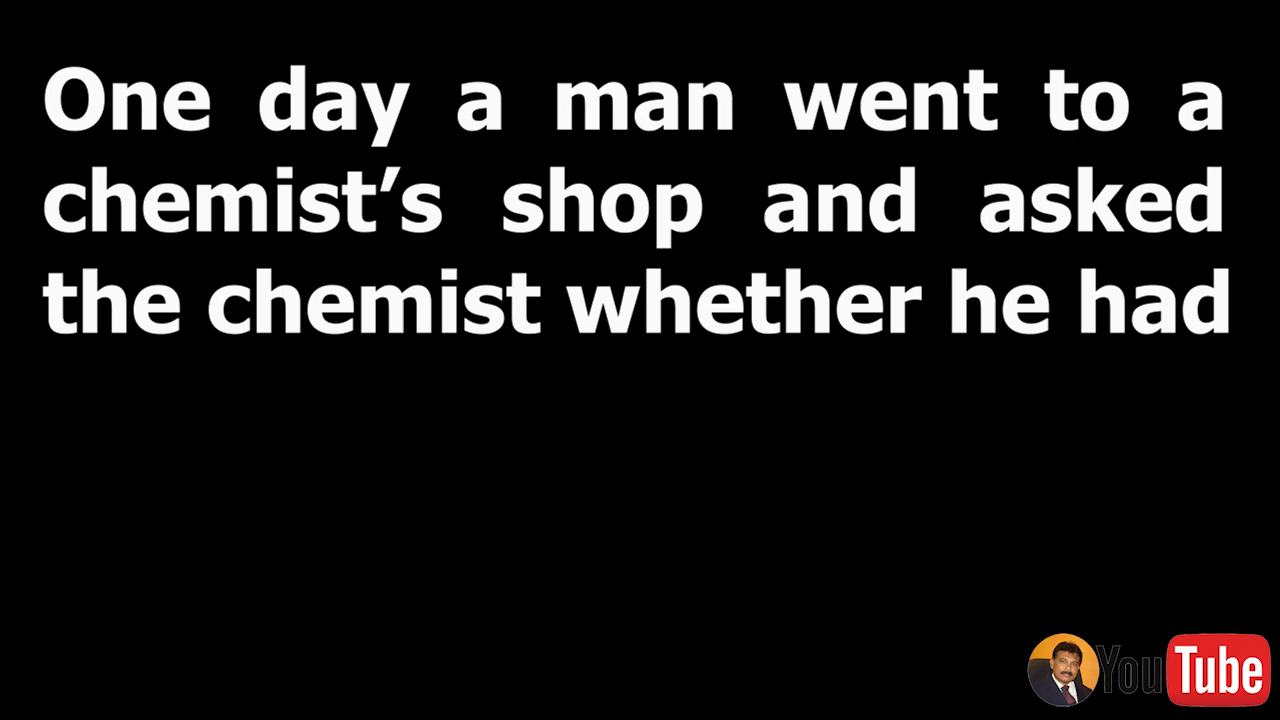 One day a man went to a
chemist’s shop and asked
the chemist whether he had
YouTube